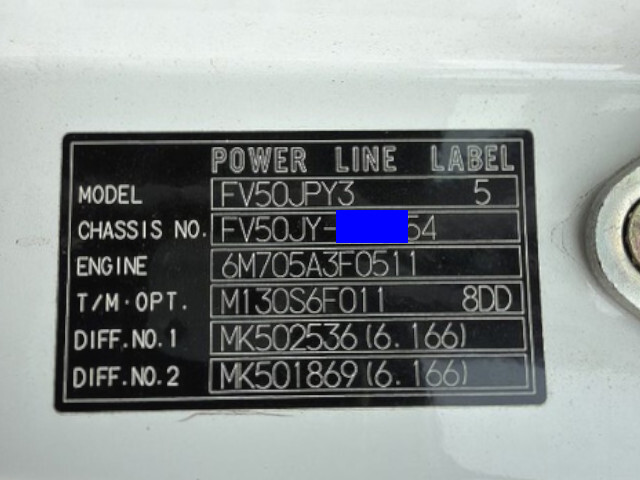 POWER LINE LABEL
MODEL FV50JPY3 5
CHASSIS NO. FV50JY- 54
ENGINE 6M705A3F0511
T/M·OPT. M130S6F011 8DD
DIFF.NO.1 MK502536(6.166)
DIFF.NO.2 MK501869(6.166)